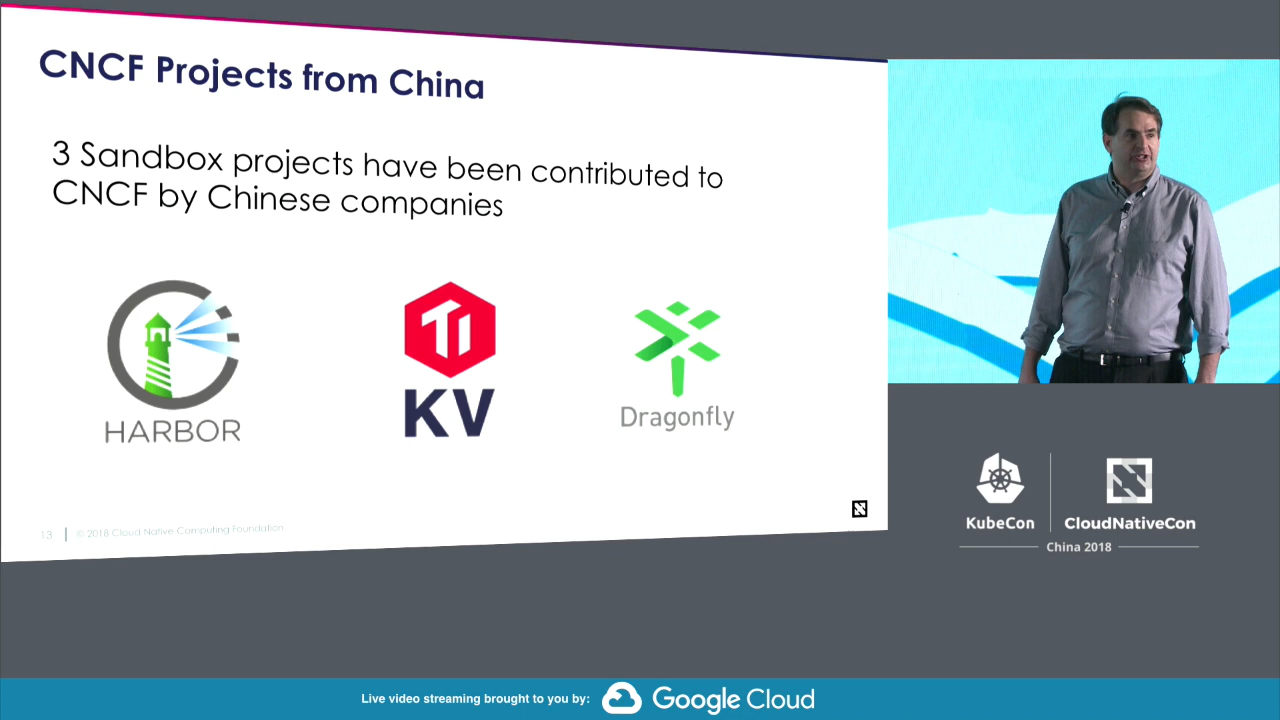 CNCF Projects from China
3 Sandbox projects have been contributed to
CNCF by Chinese companies
HARBOR
TI
KV
Dragonfly
13 | © 2018 Cloud Native Computing Foundation
KubeCon
CloudNativeCon
China 2018
Live video streaming brought to you by:
Google Cloud